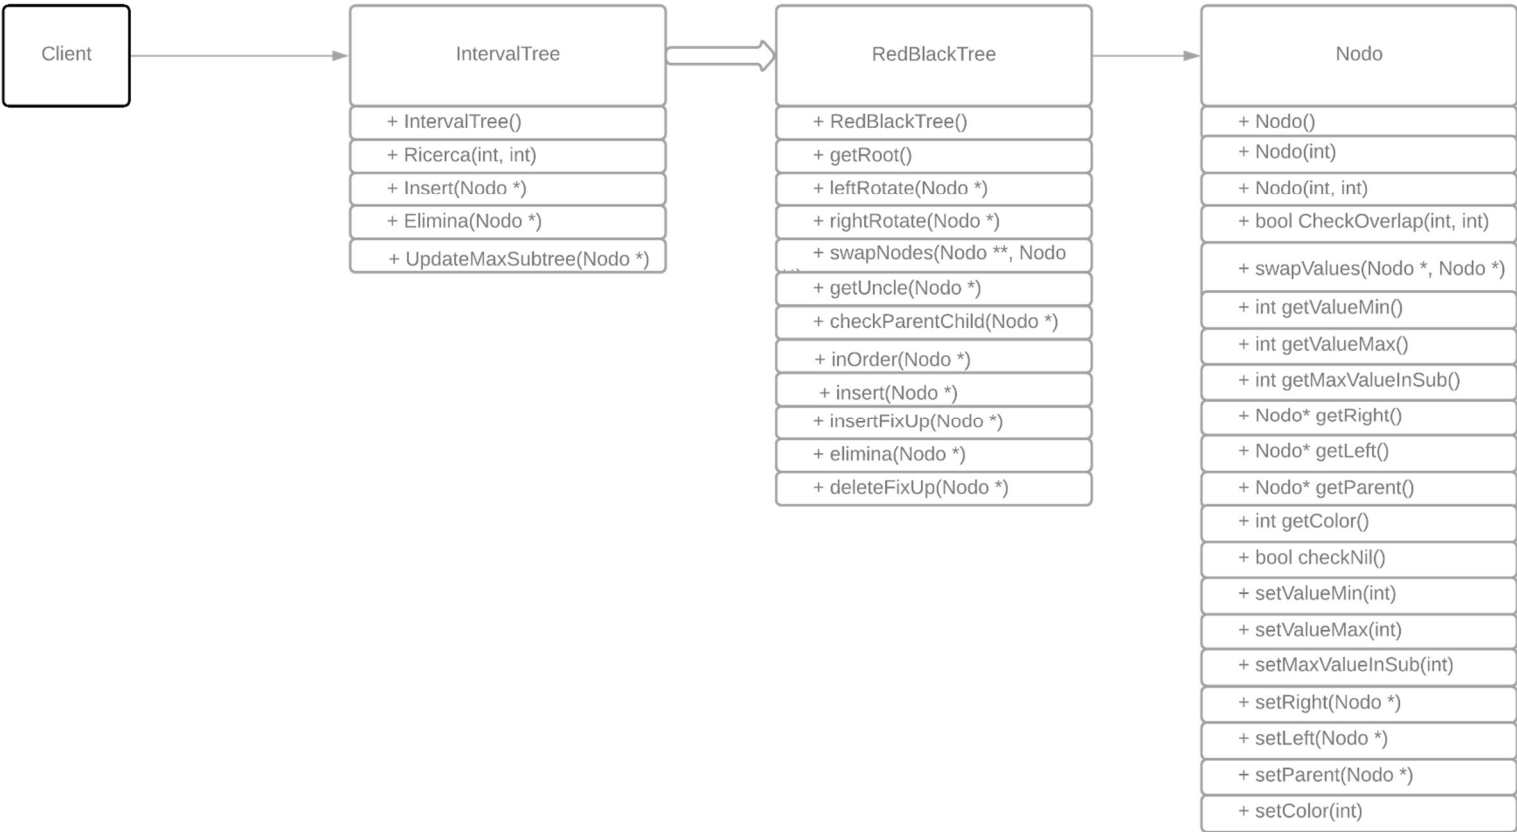 Client
IntervalTree
+ IntervalTree()
+ Ricerca(int, int)
+ Insert(Nodo *)
+ Elimina(Nodo *)
+ UpdateMaxSubtree(Nodo *)
RedBlackTree
+ RedBlackTree()
+ getRoot()
+ leftRotate(Nodo *)
+ rightRotate(Nodo *)
+ swapNodes(Nodo **, Nodo
+ getUncle(Nodo *)
+ checkParentChild(Nodo *)
+ inOrder(Nodo *)
+ insert(Nodo *)
+ insertFixUp(Nodo *)
+ elimina(Nodo *)
+ deleteFixUp(Nodo *)
Nodo
+ Nodo()
+ Nodo(int)
+ Nodo(int, int)
+ bool CheckOverlap(int, int)
+ swapValues(Nodo *, Nodo *)
+ int getValueMin()
+ int getValueMax()
+ int getMaxValueInSub()
+ Nodo* getRight()
+ Nodo* getLeft()
+ Nodo* getParent()
+ int getColor()
+ bool checkNil()
+ setValueMin(int)
+ setValueMax(int)
+ setMaxValueInSub(int)
+ setRight(Nodo *)
+ setLeft(Nodo *)
+ setParent(Nodo *)
+ setColor(int)